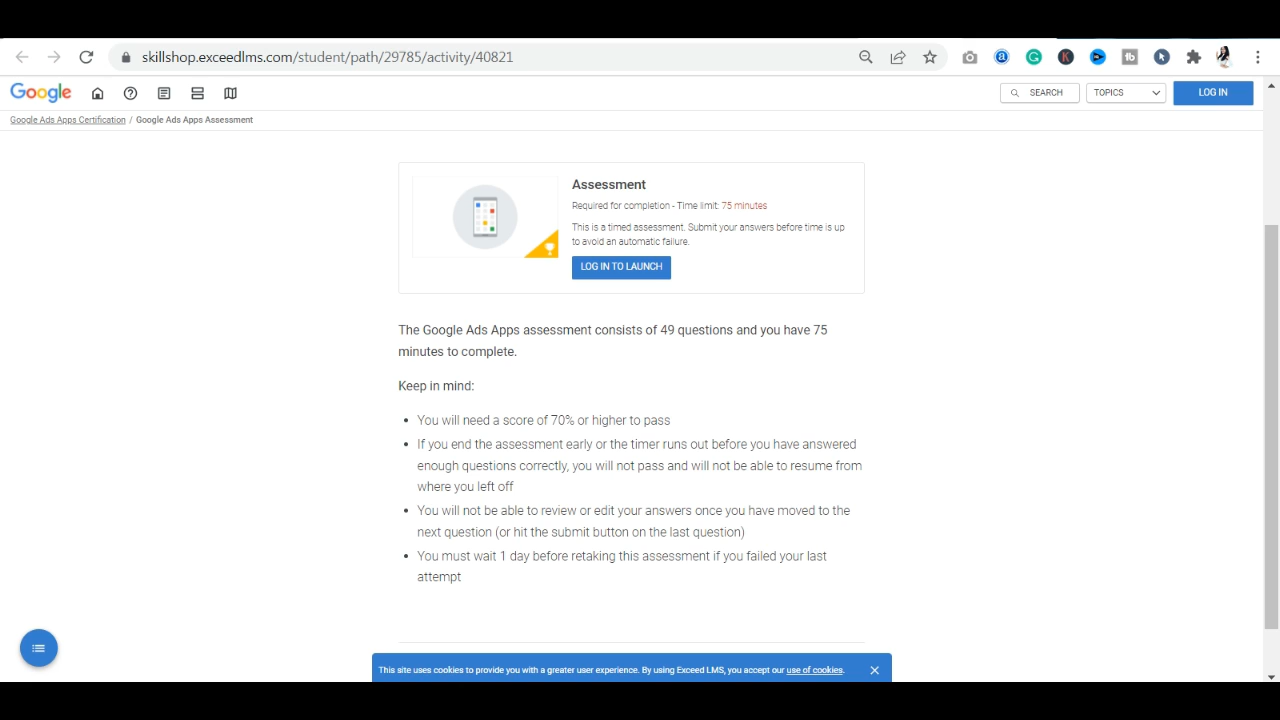 skillshop.exceedlms.com/student/path/29785/activity/40821
Google
SEARCH
TOPICS
LOG IN
Google Ads Apps Certification / Google Ads Apps Assessment
Assessment
Required for completion - Time limit: 75 minutes
This is a timed assessment. Submit your answers before time is up
to avoid an automatic failure.
LOG IN TO LAUNCH
The Google Ads Apps assessment consists of 49 questions and you have 75
minutes to complete.
Keep in mind:
• You will need a score of 70% or higher to pass
• If you end the assessment early or the timer runs out before you have answered
enough questions correctly, you will not pass and will not be able to resume from
where you left off
• You will not be able to review or edit your answers once you have moved to the
next question (or hit the submit button on the last question)
• You must wait 1 day before retaking this assessment if you failed your last
attempt
This site uses cookies to provide you with a greater user experience. By using Exceed LMS, you accept our use of cookies.